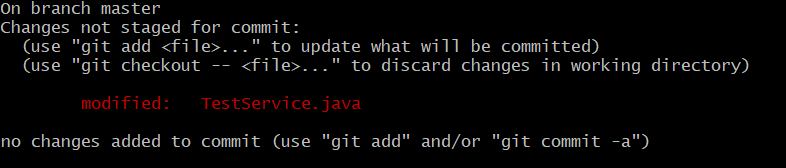 On branch master
Changes not staged for commit:
  (use "git add <file>..." to update what will be committed)
  (use "git checkout -- <file>..." to discard changes in working directory)
        modified:   TestService.java
no changes added to commit (use "git add" and/or "git commit -a")